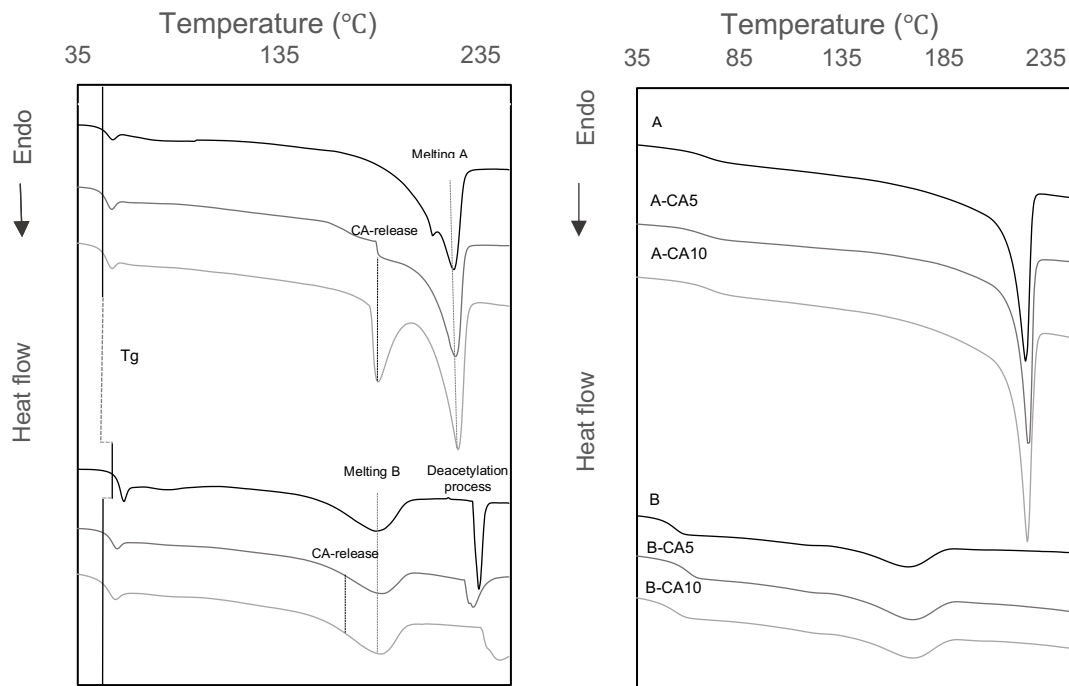 Temperature (℃)
35 135 235
Endo
Heat flow
Melting A
CA-release
Tg
Melting B
Deacetylation
process
CA-release
Temperature (℃)
35 85 135 185 235
Endo
Heat flow
A
A-CA5
A-CA10
B
B-CA5
B-CA10